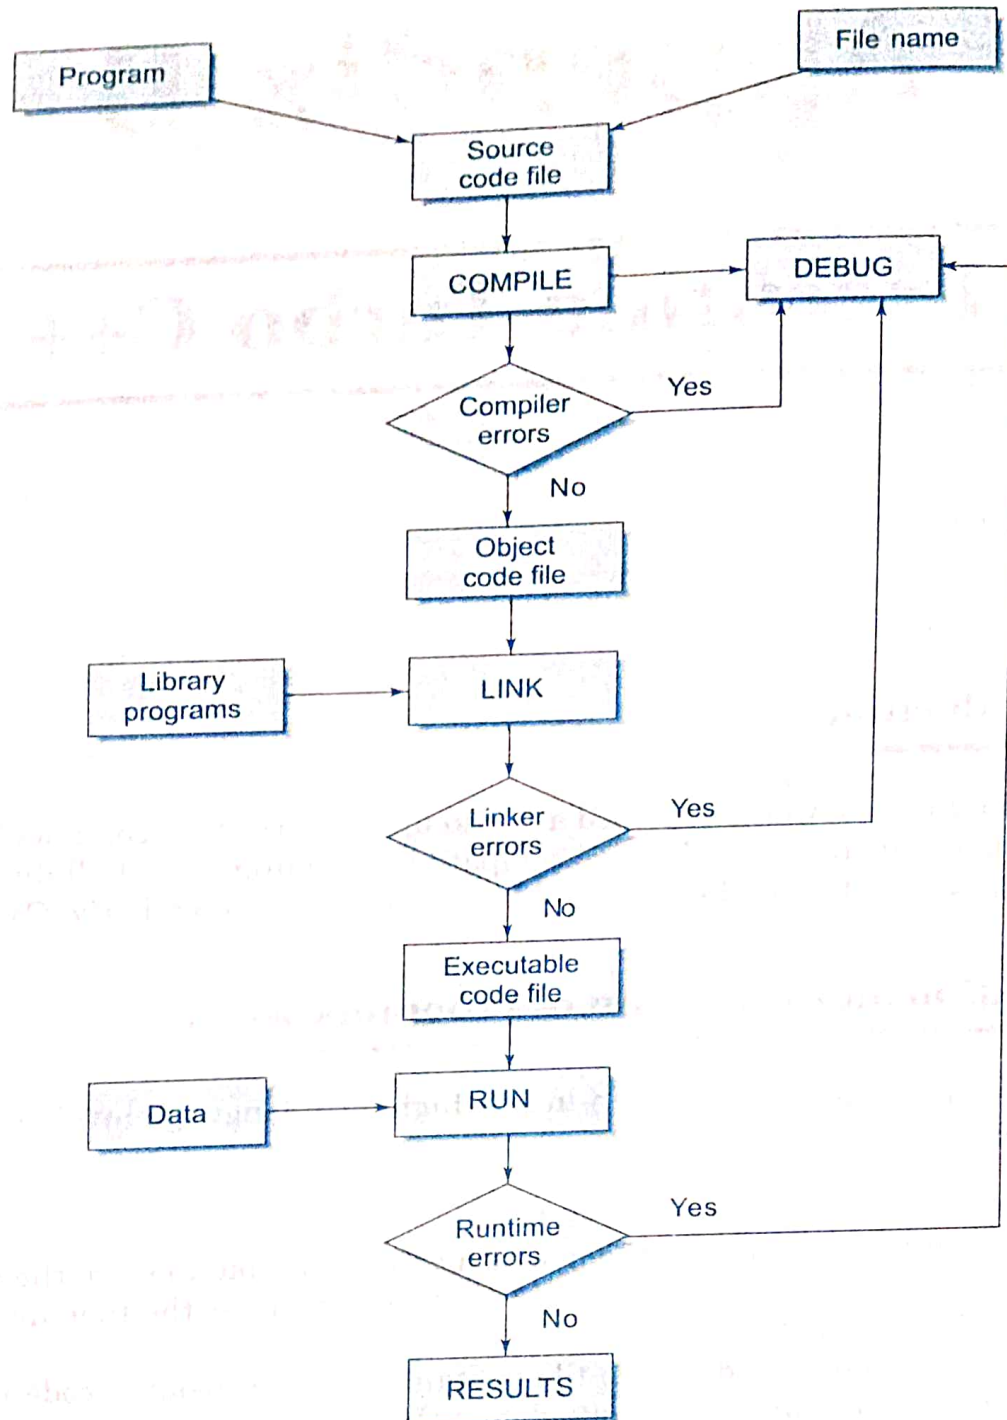 Program
File name
Source
code file
COMPILE
DEBUG
Compiler
errors
Yes
No
Object
code file
Library
programs
LINK
Linker
errors
Yes
No
Executable
code file
Data
RUN
Runtime
errors
Yes
No
RESULTS